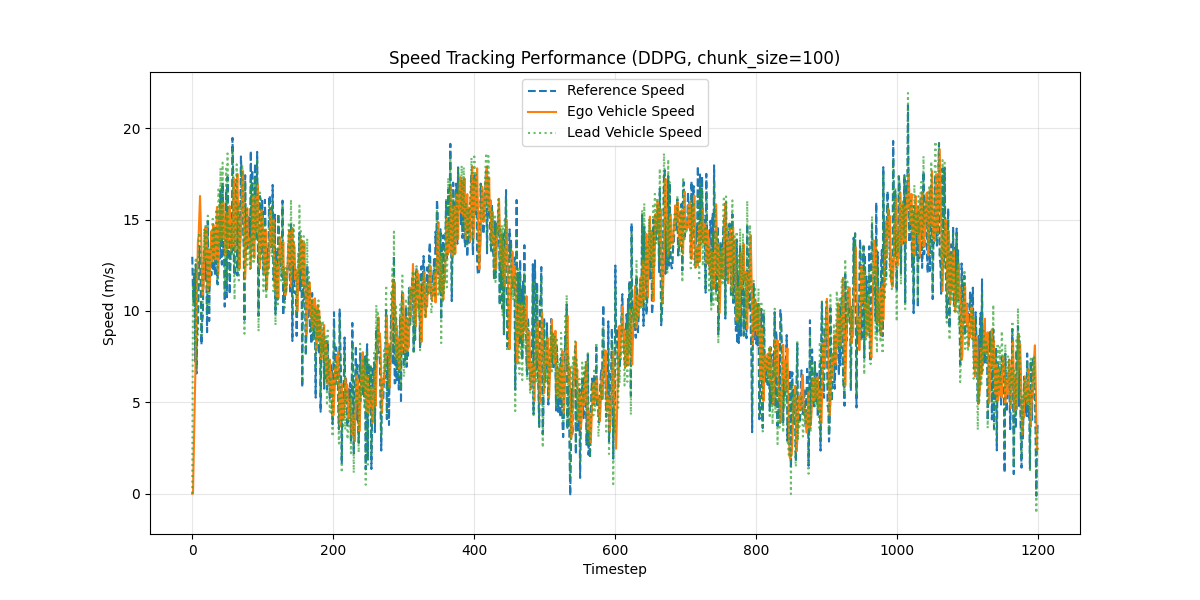 Speed Tracking Performance (DDPG, chunk_size=100)
Reference Speed
Ego Vehicle Speed
Lead Vehicle Speed
Speed (m/s)
20
15
10
5
0
0 200 400 600 800 1000 1200
Timestep